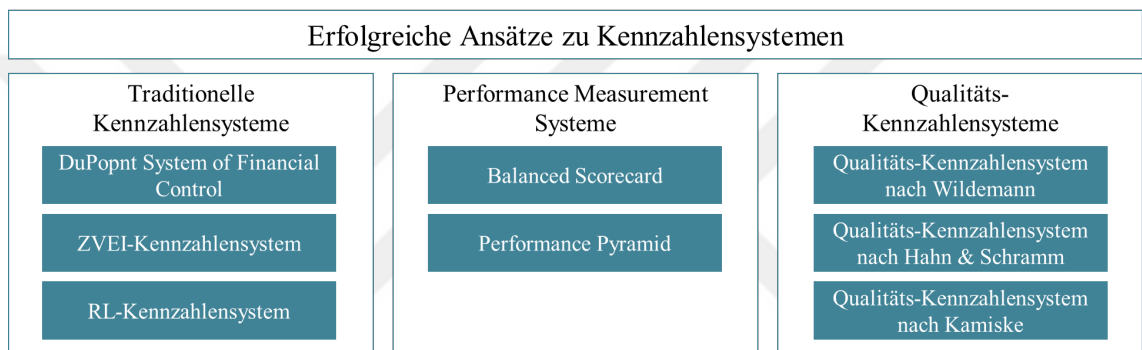 Erfolgreiche Ansätze zu Kennzahlensystemen
Traditionelle
Kennzahlensysteme
DuPopnt System of Financial
Control
ZVEI-Kennzahlensystem
RL-Kennzahlensystem
Performance Measurement
Systeme
Balanced Scorecard
Performance Pyramid
Qualitäts-
Kennzahlensysteme
Qualitäts-Kennzahlensystem
nach Wildemann
Qualitäts-Kennzahlensystem
nach Hahn & Schramm
Qualitäts-Kennzahlensystem
nach Kamiske